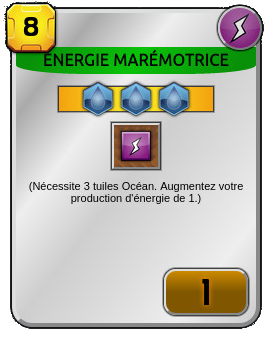 8
ÉNERGIE MARÉMOTRICE
(Nécessite 3 tuiles Océan. Augmentez votre
production d'énergie de 1.)
1